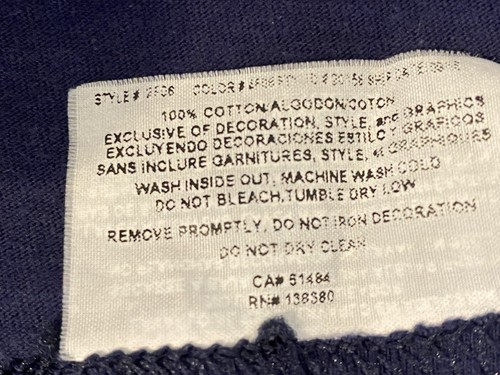 STYLE# COLOR#
100% COTTON/ALGODON/COTON
EXCLUSIVE OF DECORATION, STYLE, and GRAPHICS
EXCLUYENDO DECORACIONES ESTILO Y GRAFICOS
SANS INCLURE GARNITURES, STYLE, et GRAPHIQUES
WASH INSIDE OUT, MACHINE WASH COLD
DO NOT BLEACH, TUMBLE DRY LOW
REMOVE PROMPTLY, DO NOT IRON DECORATION
DO NOT DRY CLEAN
CA# 51484
RN# 138380